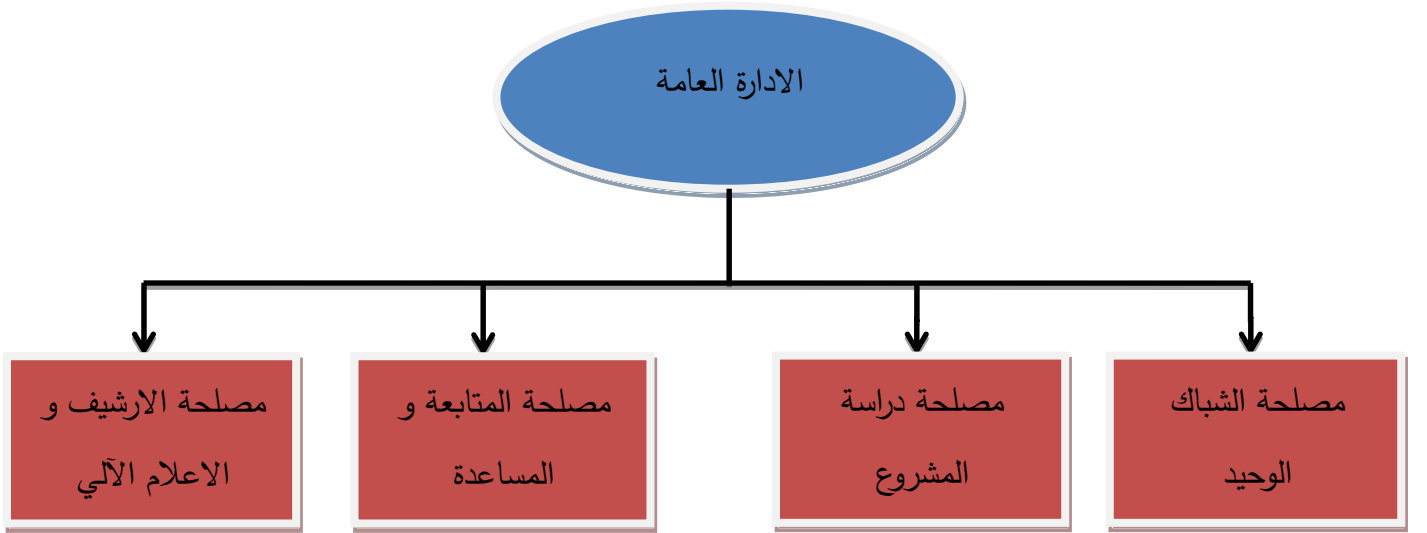 الادارة العامة
مصلحة الشباك
الوحيد
مصلحة دراسة
المشروع
مصلحة المتابعة و
المساعدة
مصلحة الارشيف و
الاعلام الآلي